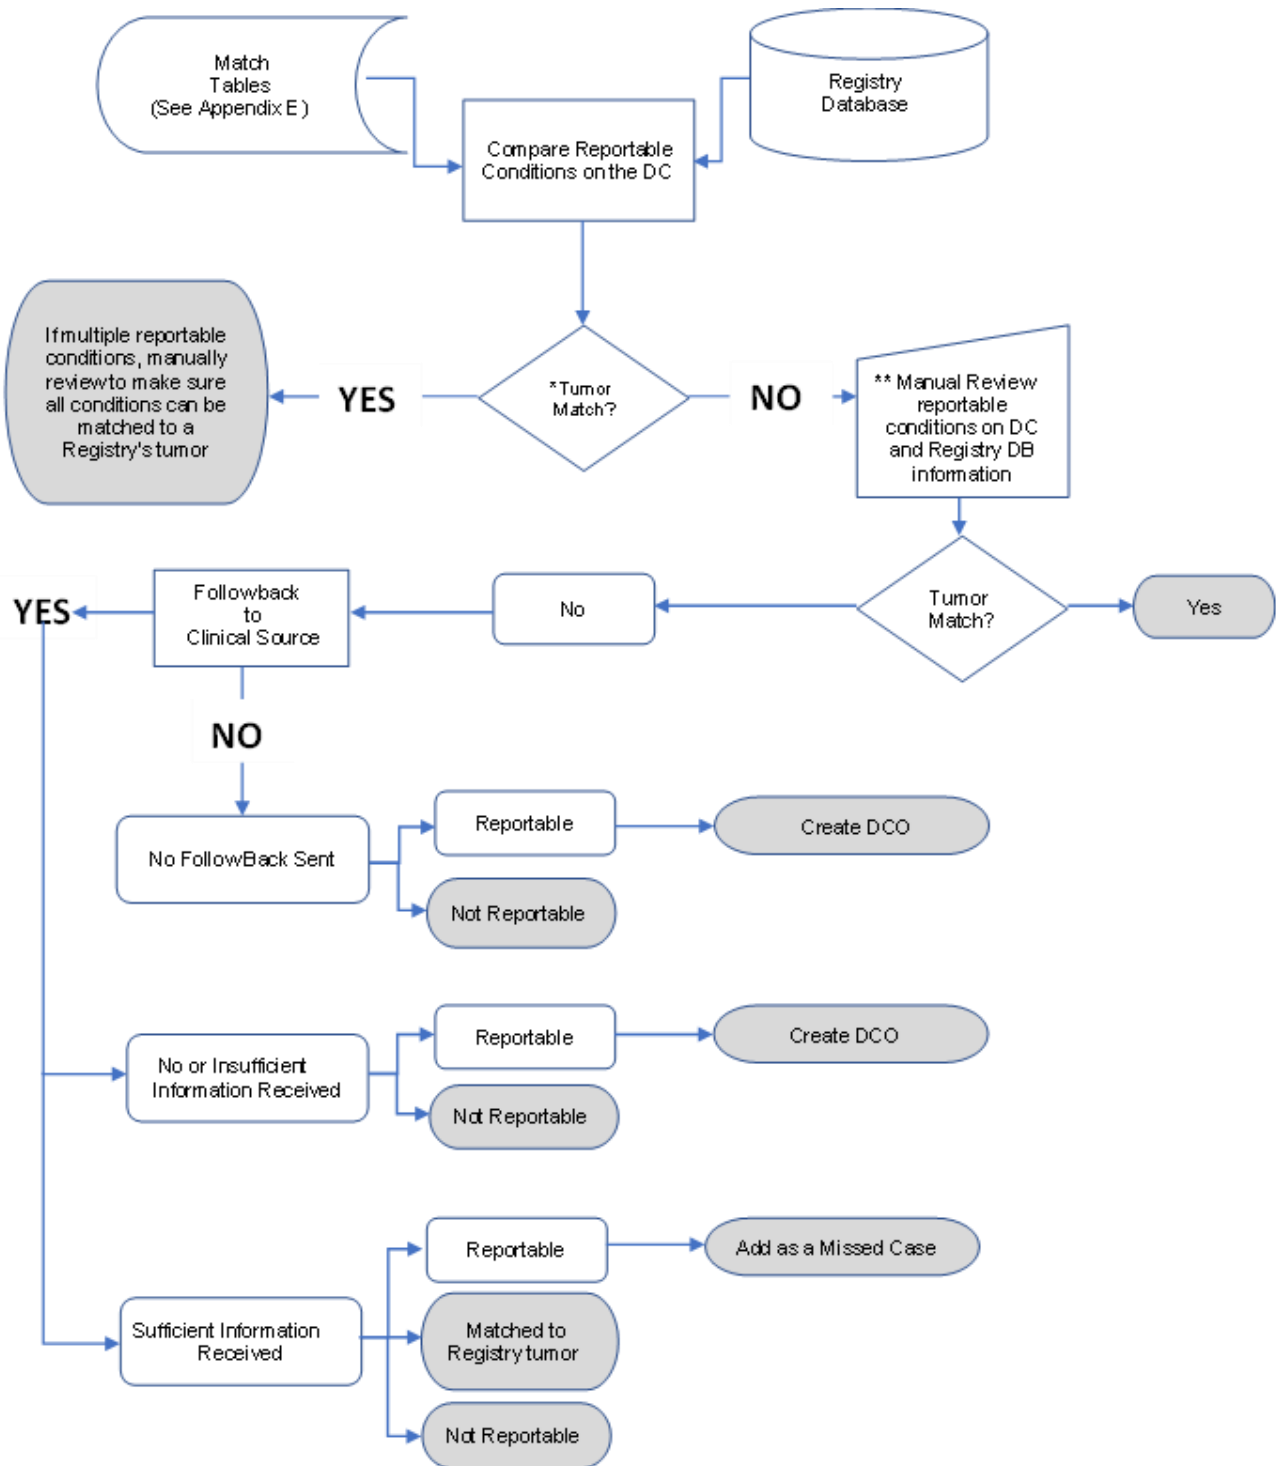 Match
Tables
(See Appendix E )
Registry
Database
Compare Reportable
Conditions on the DC
If multiple reportable
conditions, manually
review to make sure
all conditions can be
matched to a
Registry's tumor
YES
*Tumor
Match?
NO
** Manual Review
reportable
conditions on DC
and Registry DB
information
YES
Followback
to
Clinical Source
No
Tumor
Match?
Yes
NO
No FollowBack Sent
Reportable
Create DCO
Not Reportable
No or Insufficient
Information Received
Reportable
Create DCO
Not Reportable
Sufficient Information
Received
Reportable
Add as a Missed Case
Matched to
Registry tumor
Not Reportable